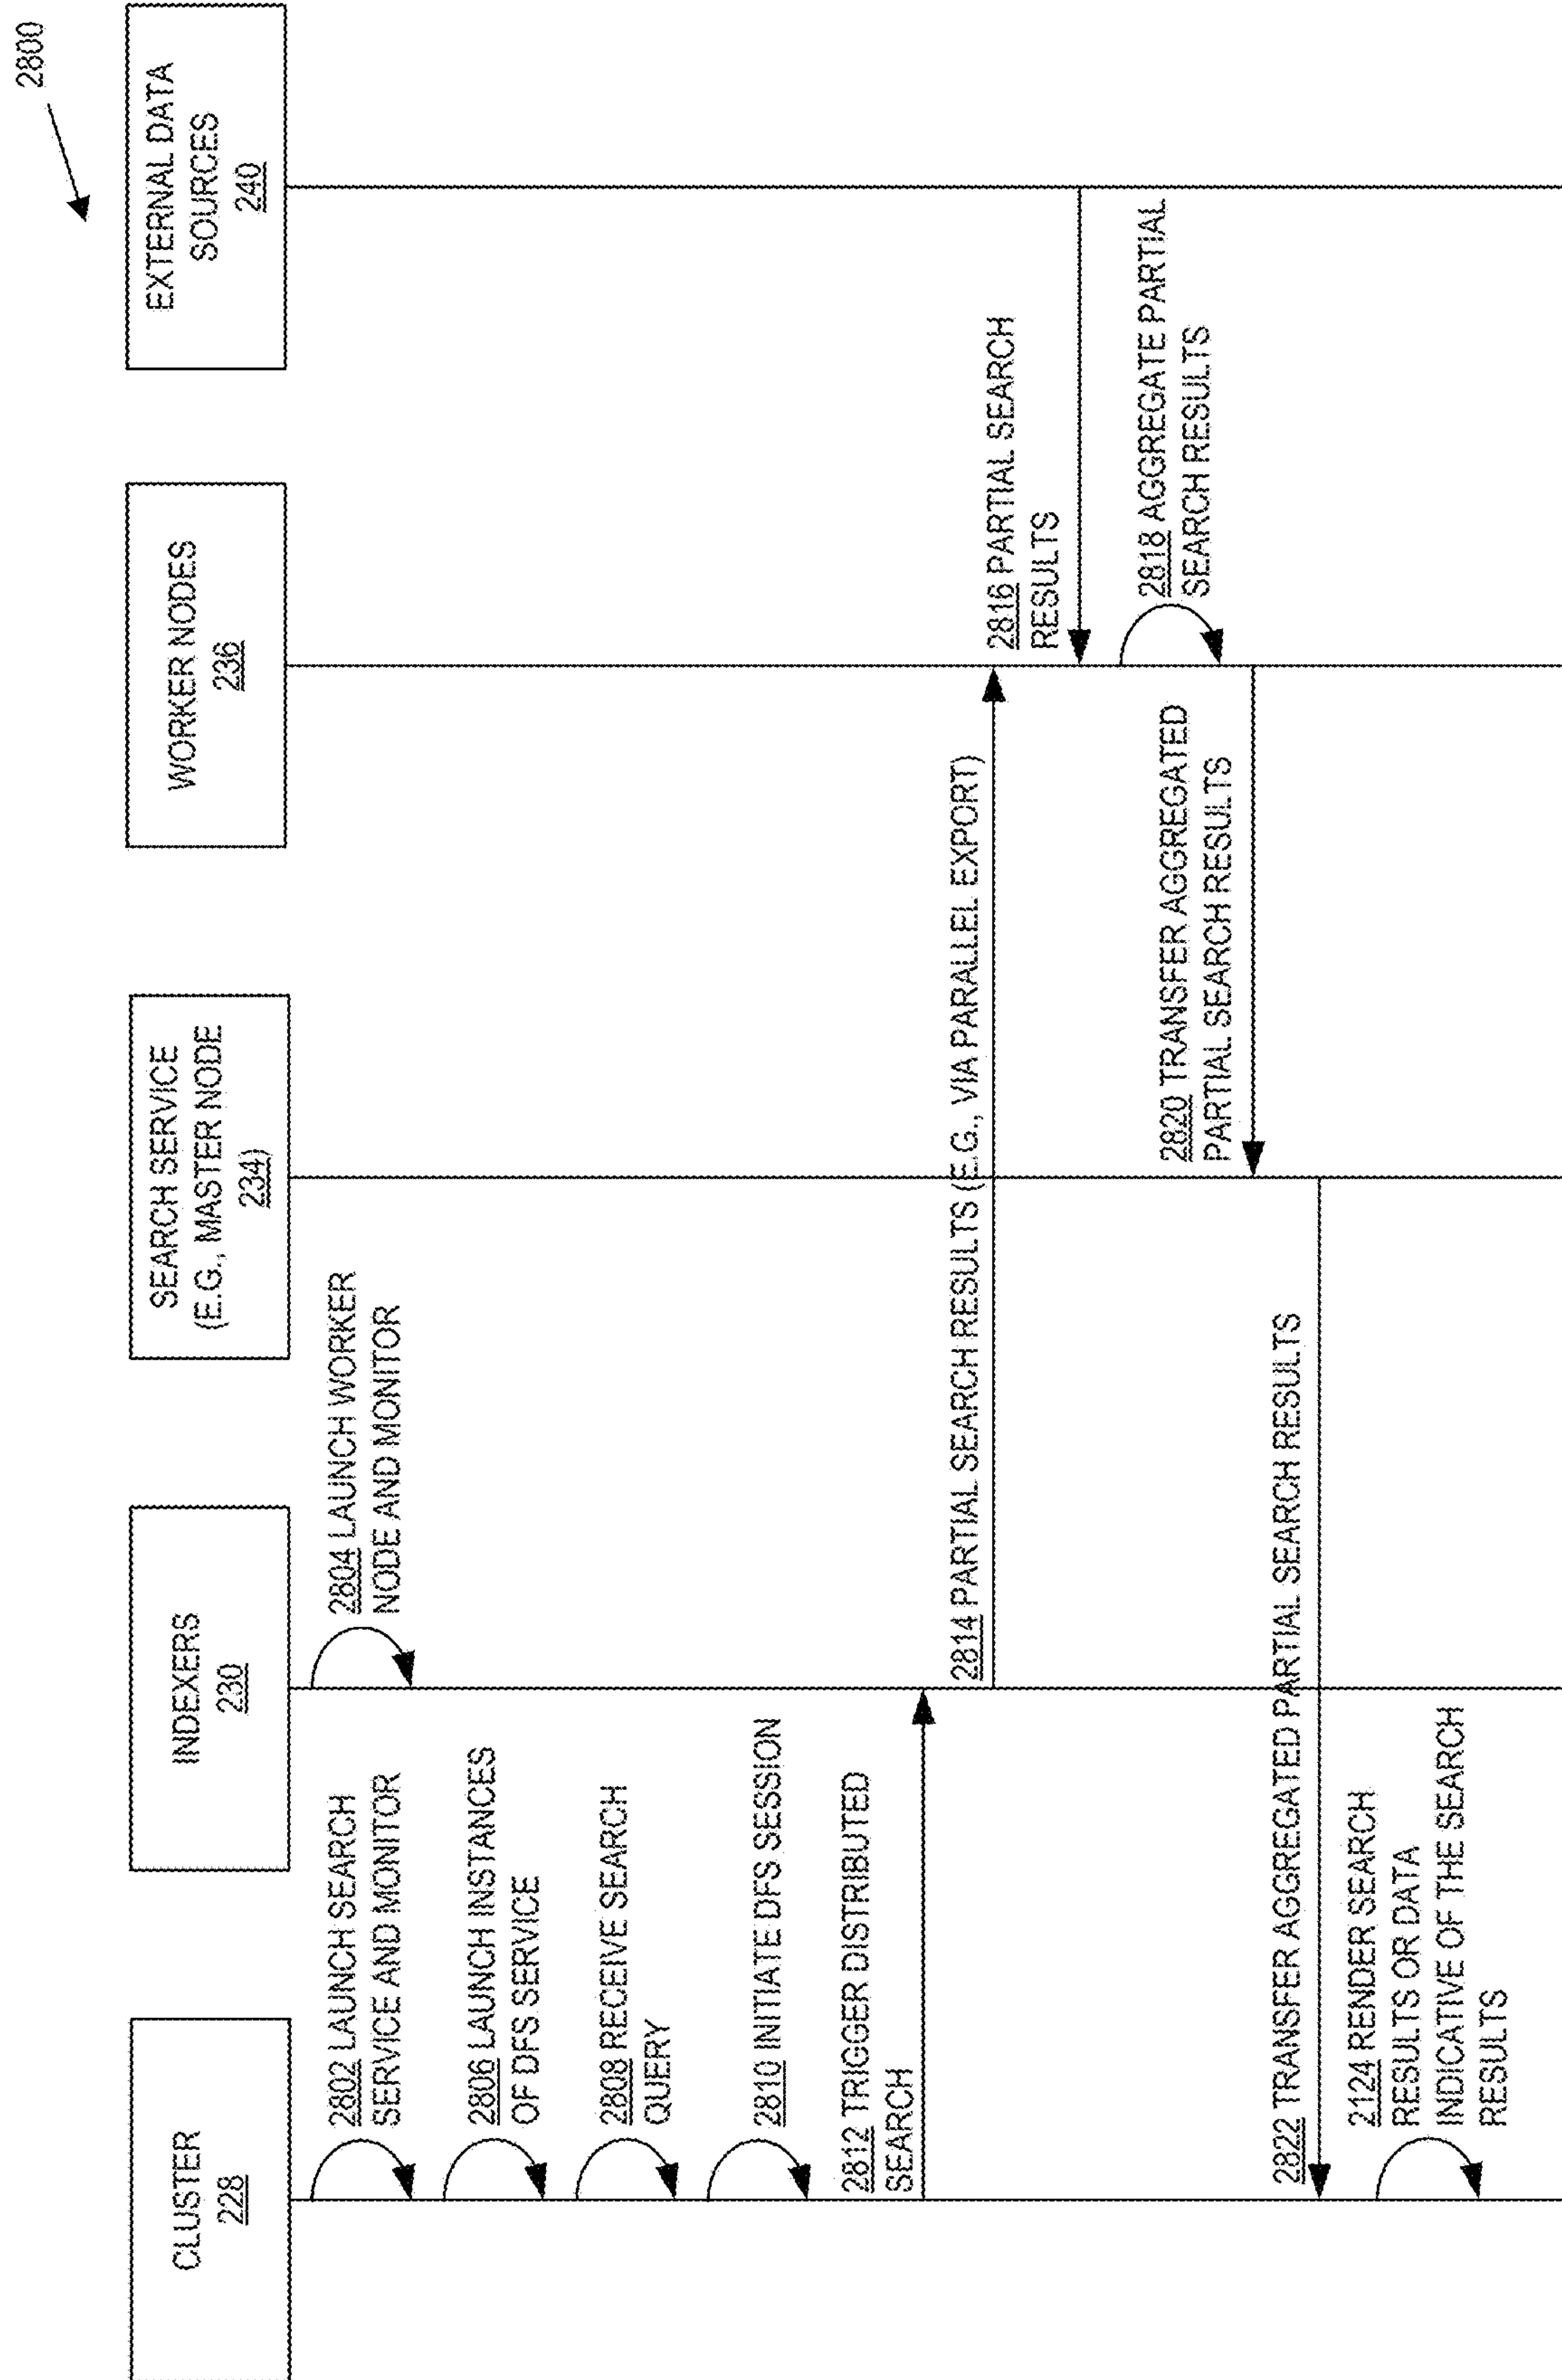 2800
CLUSTER
228
INDEXERS
230
SEARCH SERVICE
(E.G., MASTER NODE
234)
WORKER NODES
236
EXTERNAL DATA
SOURCES
240
2802 LAUNCH SEARCH
SERVICE AND MONITOR
2804 LAUNCH WORKER
NODE AND MONITOR
2806 LAUNCH INSTANCES
OF DFS SERVICE
2808 RECEIVE SEARCH
QUERY
2810 INITIATE DFS SESSION
2812 TRIGGER DISTRIBUTED
SEARCH
2814 PARTIAL SEARCH RESULTS (E.G., VIA PARALLEL EXPORT)
2816 PARTIAL SEARCH
RESULTS
2818 AGGREGATE PARTIAL
SEARCH RESULTS
2820 TRANSFER AGGREGATED
PARTIAL SEARCH RESULTS
2822 TRANSFER AGGREGATED PARTIAL SEARCH RESULTS
2124 RENDER SEARCH
RESULTS OR DATA
INDICATIVE OF THE SEARCH
RESULTS